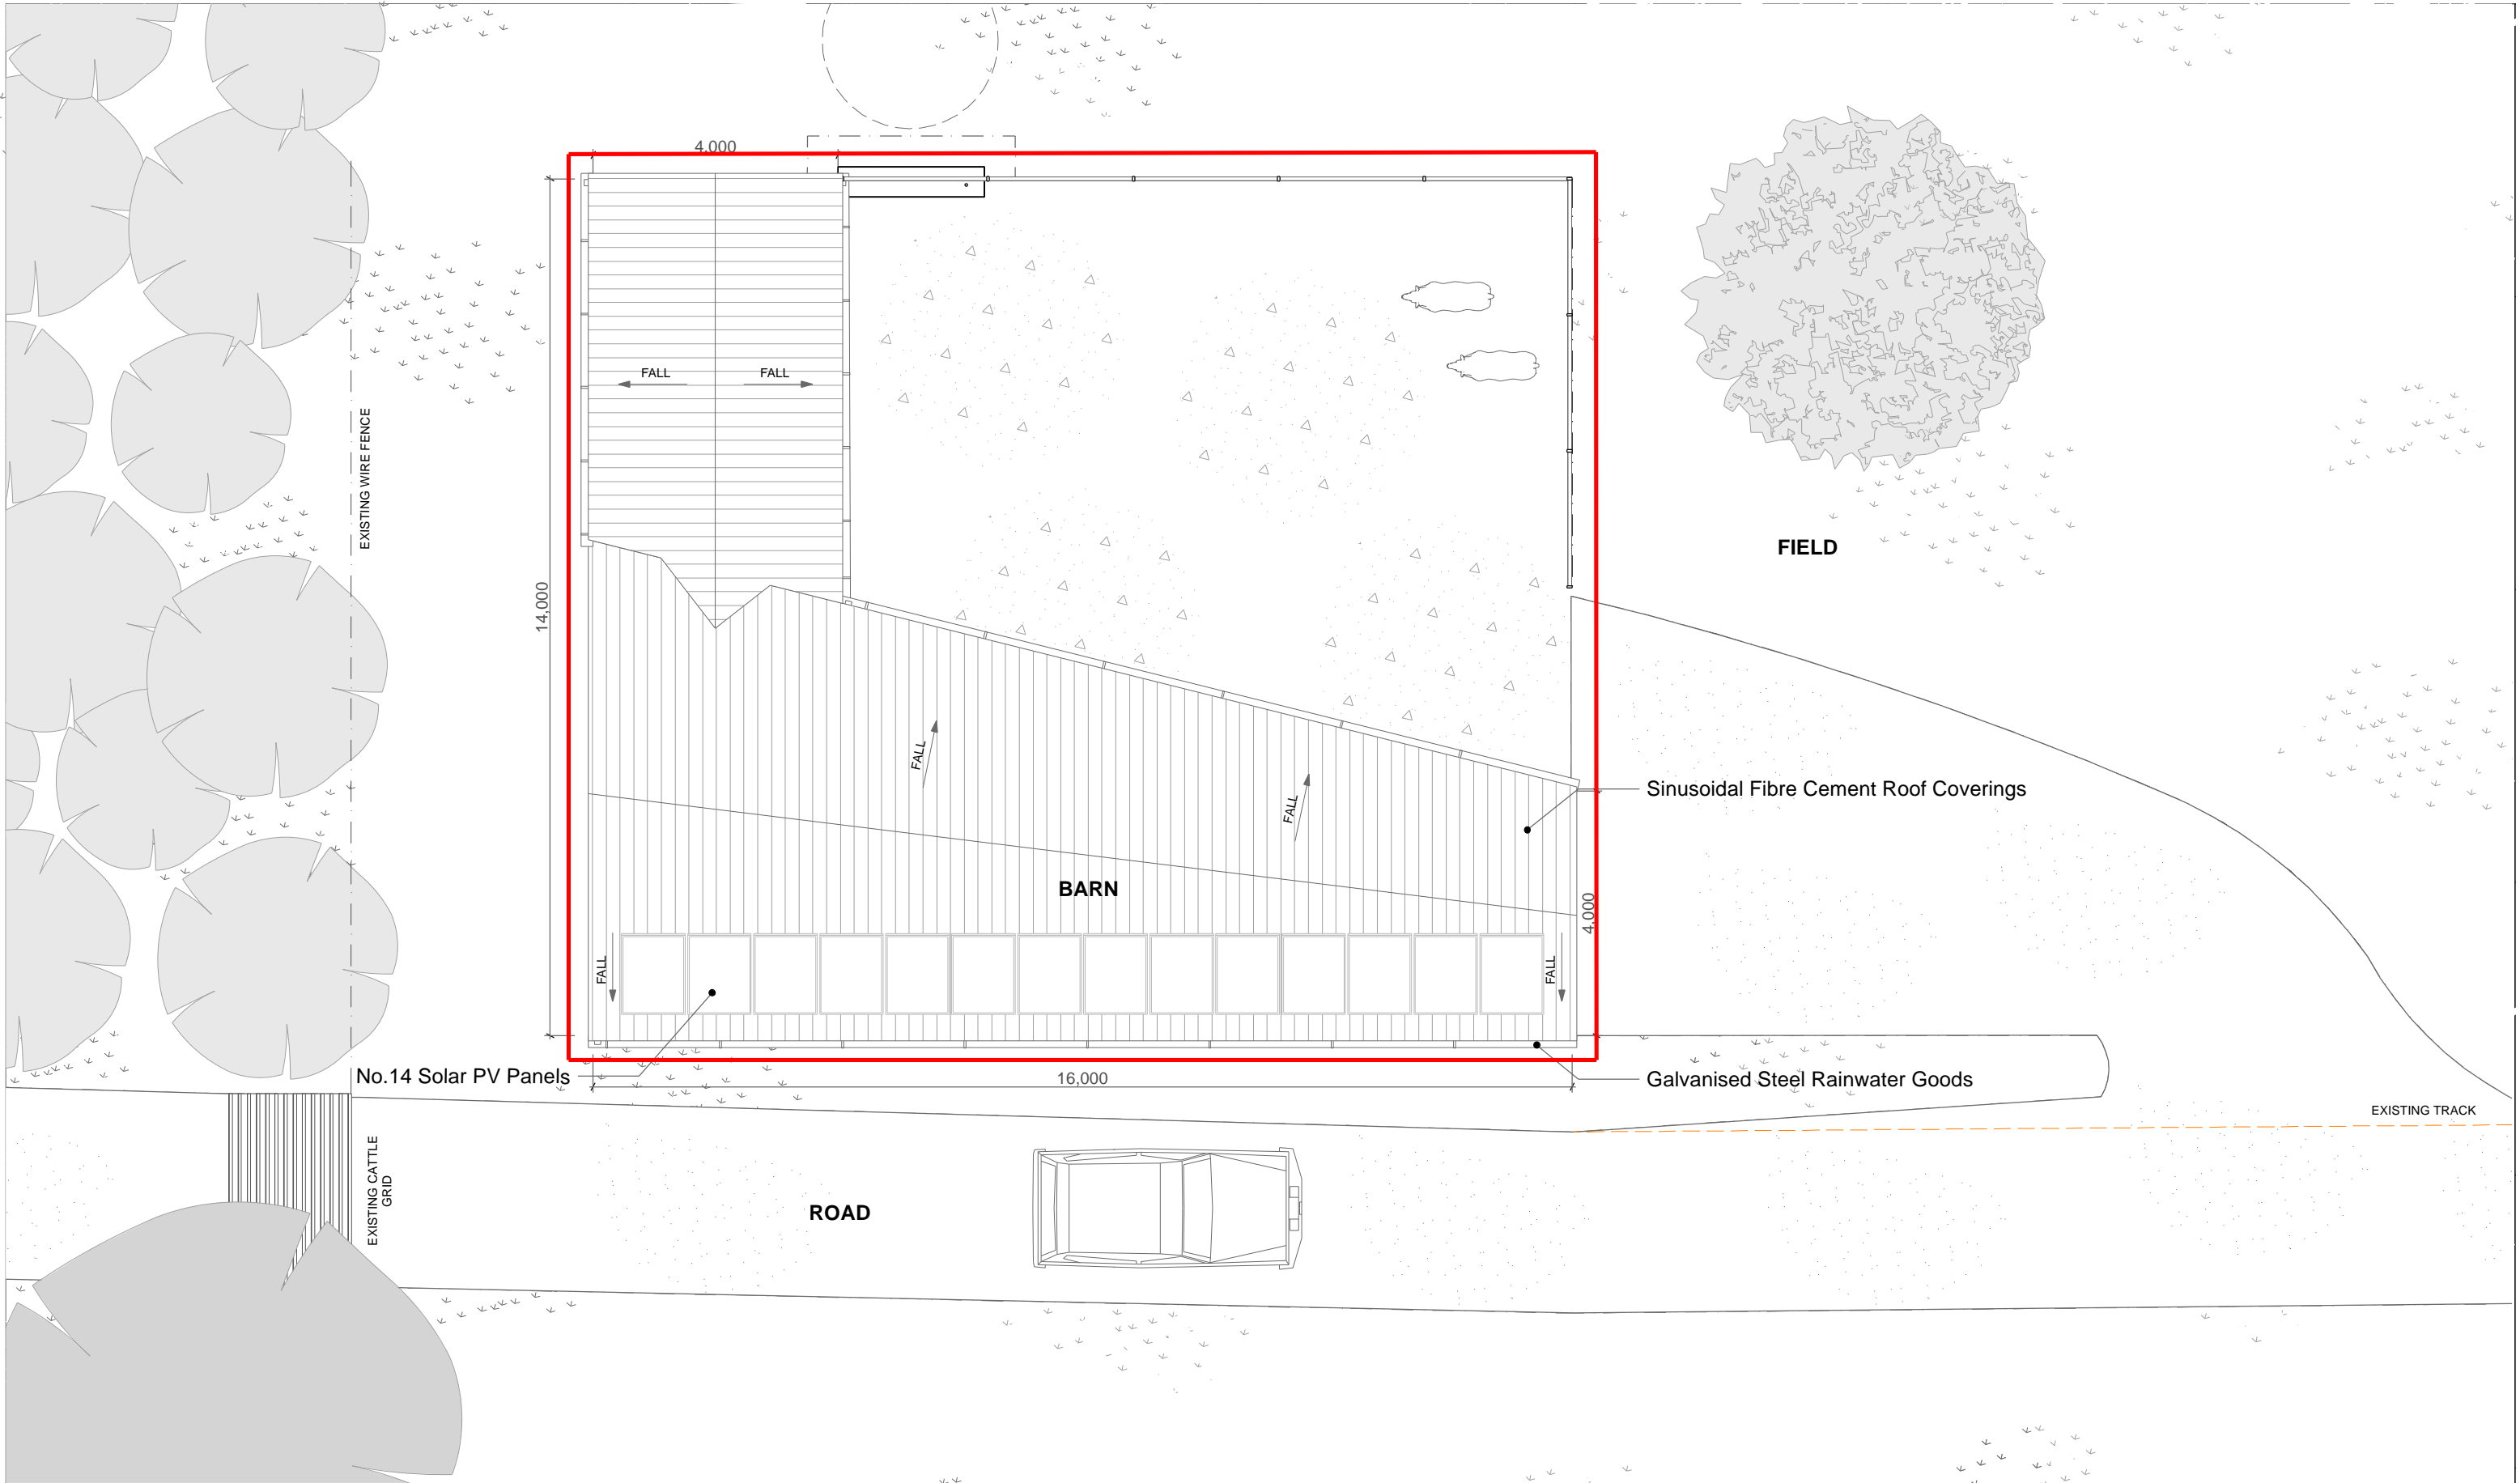 4,000
FALL
FALL
EXISTING WIRE FENCE
FIELD
14,000
FALL
FALL
Sinusoidal Fibre Cement Roof Coverings
BARN
4,000
FALL
FALL
No.14 Solar PV Panels
16,000
Galvanised Steel Rainwater Goods
EXISTING TRACK
EXISTING CATTLE
GRID
ROAD